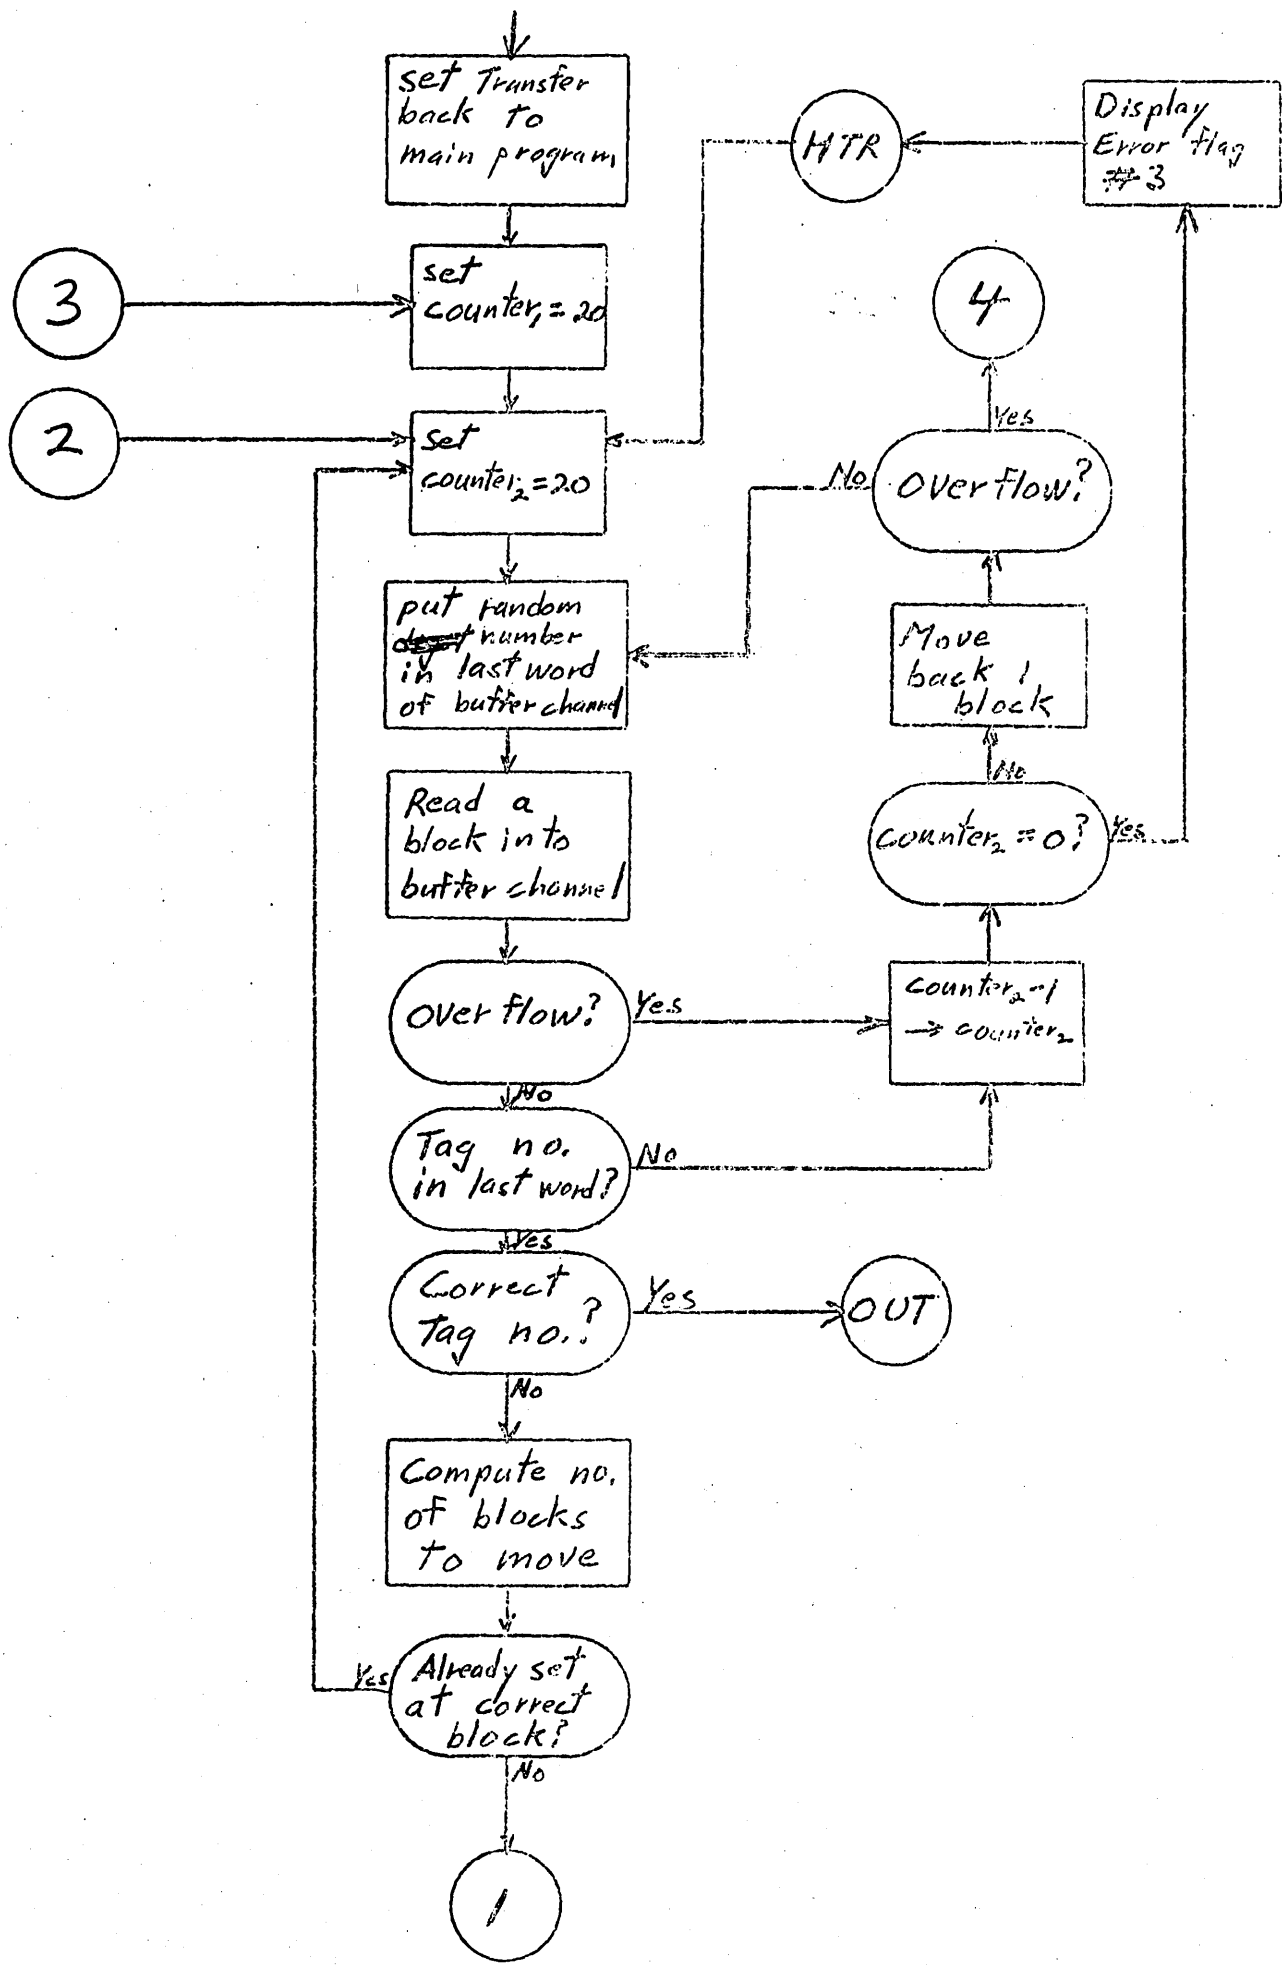 set Transfer
back to
main program
HTR
Display
Error flag
#3
3
set
counter₁ = 20
4
2
set
counter₂ = 20
Yes
Overflow?
No
put random
number
in last word
of buffer channel
Move
back 1
block
No
Read a
block into
buffer channel
counter₂ = 0?
Yes
Overflow?
Yes
counter₂ - 1
→ counter₂
No
Tag no.
in last word?
No
Yes
Correct
Tag no.?
Yes
OUT
No
Compute no.
of blocks
to move
Already set
at correct
block?
Yes
No
1